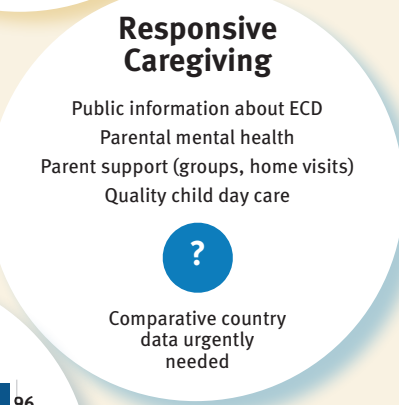 Responsive
Caregiving
Public information about ECD
Parental mental health
Parent support (groups, home visits)
Quality child day care
?
Comparative country
data urgently
needed
96